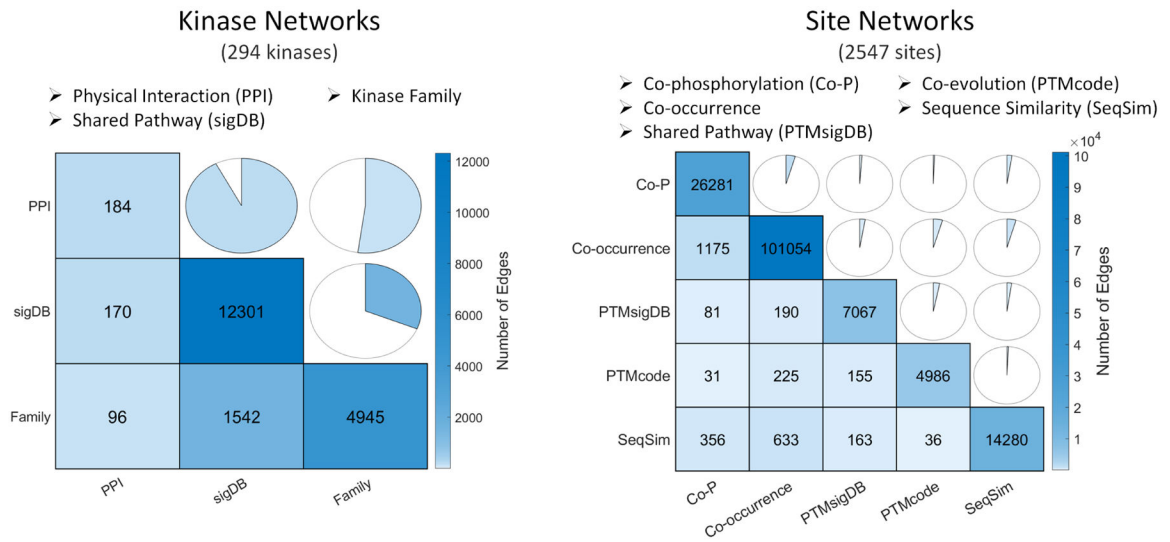 Kinase Networks
(294 kinases)
➤ Physical Interaction (PPI)
➤ Kinase Family
➤ Shared Pathway (sigDB)
PPI
184
sigDB
170
12301
Family
96
1542
4945
PPI
sigDB
Family
12000
10000
8000
6000
4000
2000
Number of Edges
Site Networks
(2547 sites)
➤ Co-phosphorylation (Co-P)
➤ Co-evolution (PTMcode)
➤ Co-occurrence
➤ Sequence Similarity (SeqSim)
➤ Shared Pathway (PTMsigDB)
Co-P
26281
Co-occurrence
1175
101054
PTMsigDB
81
190
7067
PTMcode
31
225
155
4986
SeqSim
356
633
163
36
14280
Co-P
Co-occurrence
PTMsigDB
PTMcode
SeqSim
×10⁴
10
9
8
7
6
5
4
3
2
1
Number of Edges